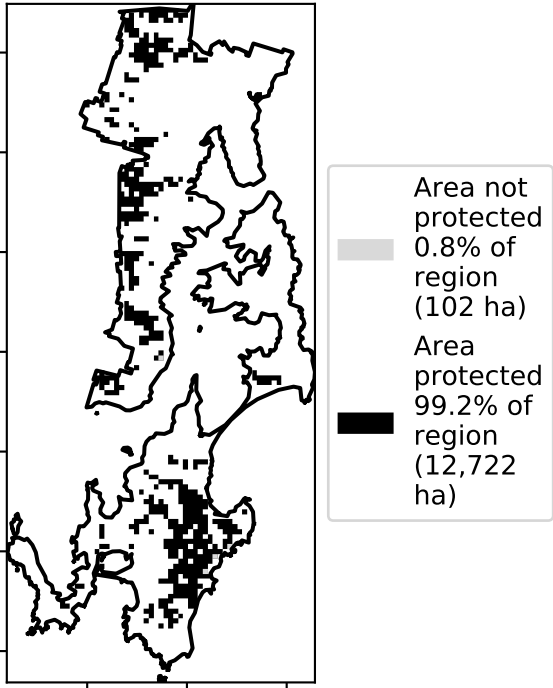 Area not
protected
0.8% of
region
(102 ha)
Area
protected
99.2% of
region
(12,722
ha)